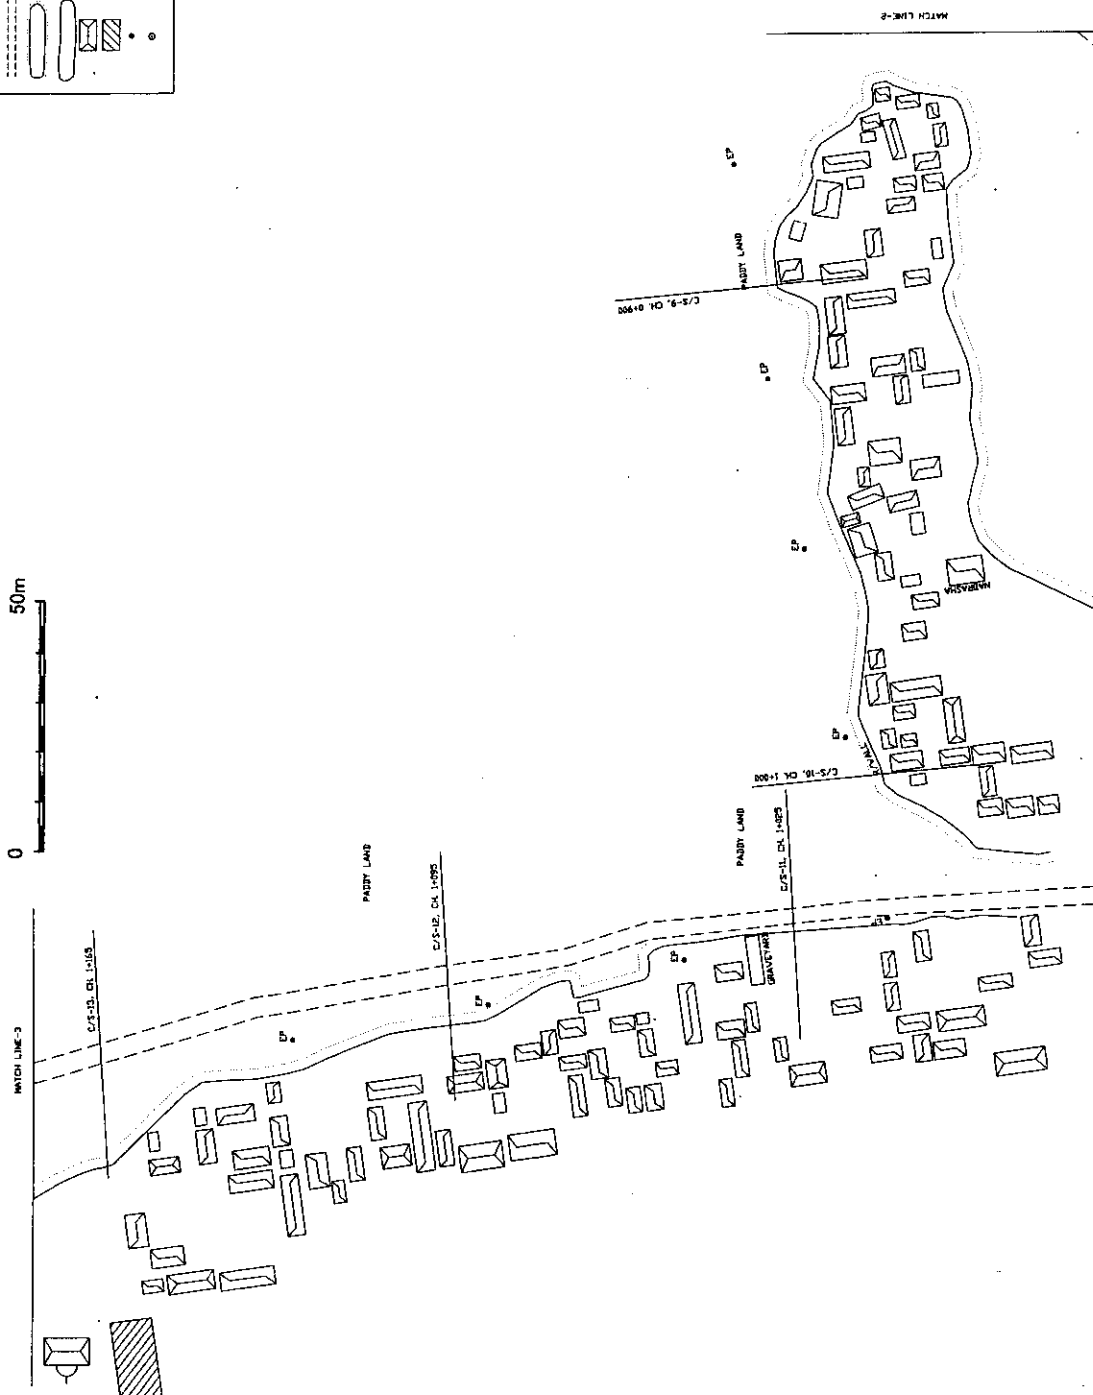 MATCH LINE-2
EP
PADDY LAND
C/S-9, CH. 0+900
EP
EP
MADRASHA
50m
0
EP
C/S-10, CH. 1+000
PADDY LAND
C/S-11, CH. 1+025
PADDY LAND
C/S-12, CH. 1+095
EP
EP
GRAVEYARD
MATCH LINE-3
C/S-13, CH. 1+165
EP
EP